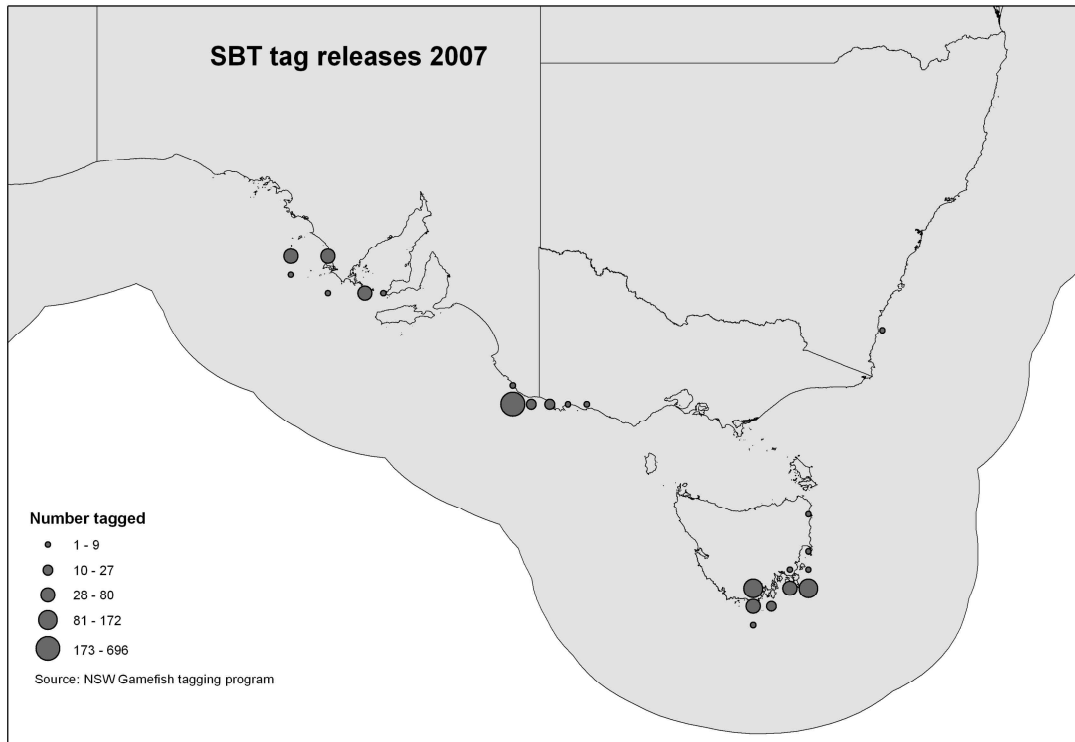 SBT tag releases 2007
Number tagged
1 - 9
10 - 27
28 - 80
81 - 172
173 - 696
Source: NSW Gamefish tagging program